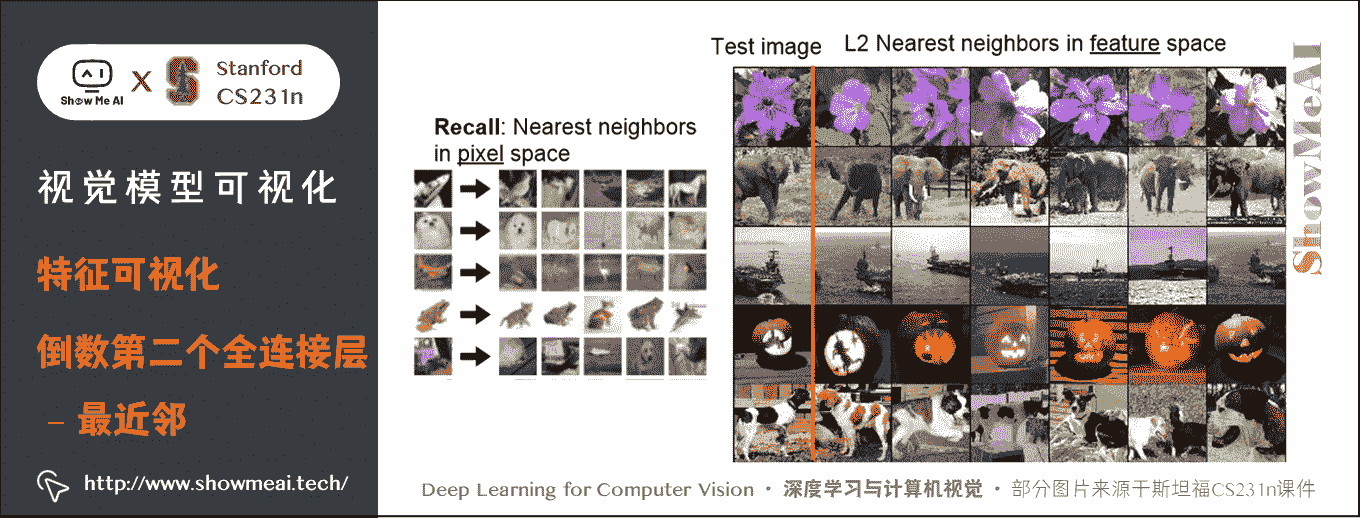 Show Me AI
X
Stanford
CS231n
视觉模型可视化
特征可视化
倒数第二个全连接层
– 最近邻
http://www.showmeai.tech/
Recall: Nearest neighbors
in pixel space
Test image
L2 Nearest neighbors in feature space
ShowMeAI
Deep Learning for Computer Vision · 深度学习与计算机视觉 · 部分图片来源于斯坦福CS231n课件